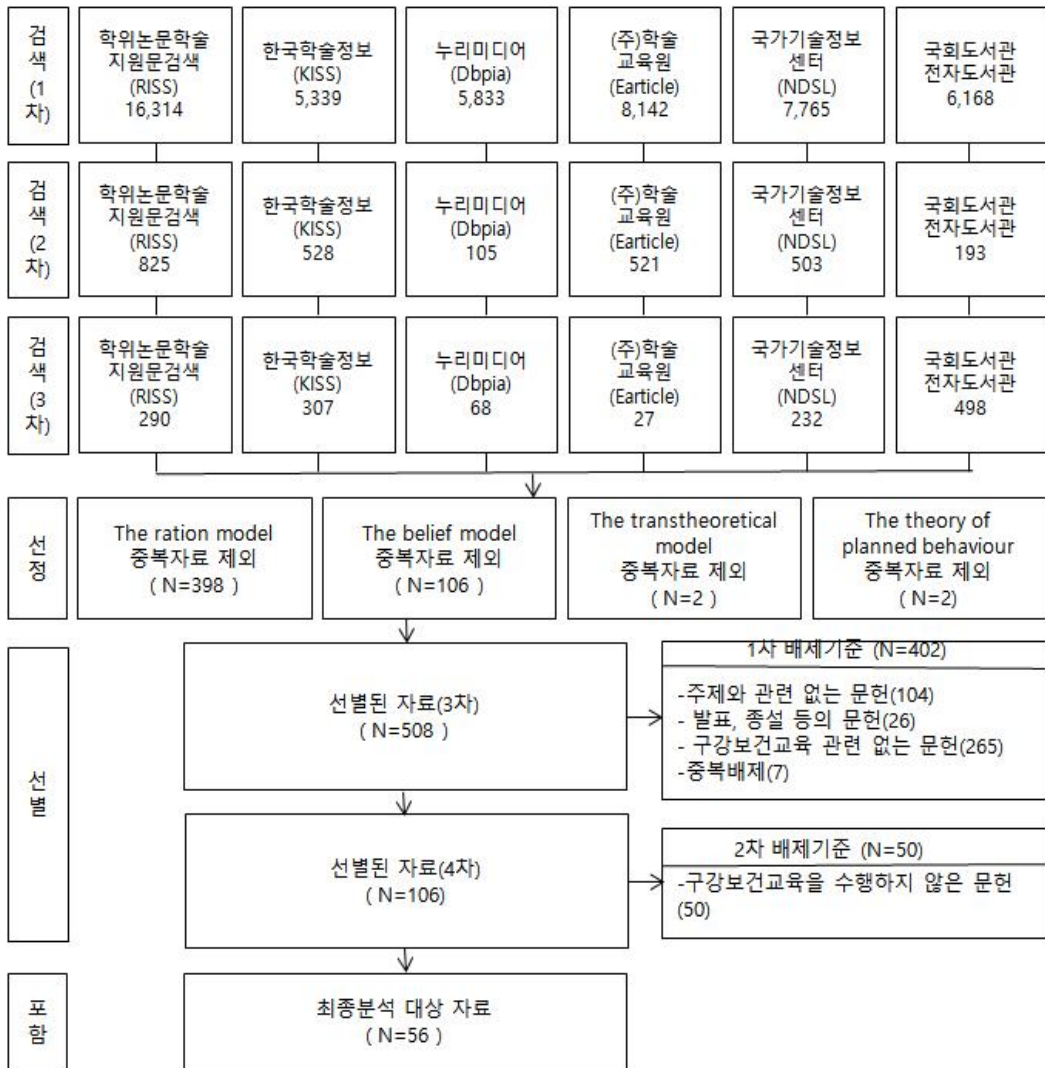 검
색
(1
차)
학위논문학술
지원문검색
(RISS)
16,314
한국학술정보
(KISS)
5,339
누리미디어
(Dbpia)
5,833
(주)학술
교육원
(Earticle)
8,142
국가기술정보
센터
(NDSL)
7,765
국회도서관
전자도서관
6,168
검
색
(2
차)
학위논문학술
지원문검색
(RISS)
825
한국학술정보
(KISS)
528
누리미디어
(Dbpia)
105
(주)학술
교육원
(Earticle)
521
국가기술정보
센터
(NDSL)
503
국회도서관
전자도서관
193
검
색
(3
차)
학위논문학술
지원문검색
(RISS)
290
한국학술정보
(KISS)
307
누리미디어
(Dbpia)
68
(주)학술
교육원
(Earticle)
27
국가기술정보
센터
(NDSL)
232
국회도서관
전자도서관
498
선
정
The ration model
중복자료 제외
( N=398 )
The belief model
중복자료 제외
( N=106 )
The transtheoretical
model
중복자료 제외
( N=2 )
The theory of
planned behaviour
중복자료 제외
( N=2)
선
별
선별된 자료(3차)
( N=508 )
1차 배제기준 (N=402)
-주제와 관련 없는 문헌(104)
- 발표, 종설 등의 문헌(26)
- 구강보건교육 관련 없는 문헌(265)
-중복배제(7)
선별된 자료(4차)
( N=106)
2차 배제기준 (N=50)
-구강보건교육을 수행하지 않은 문헌
(50)
포
함
최종분석 대상 자료
( N=56 )